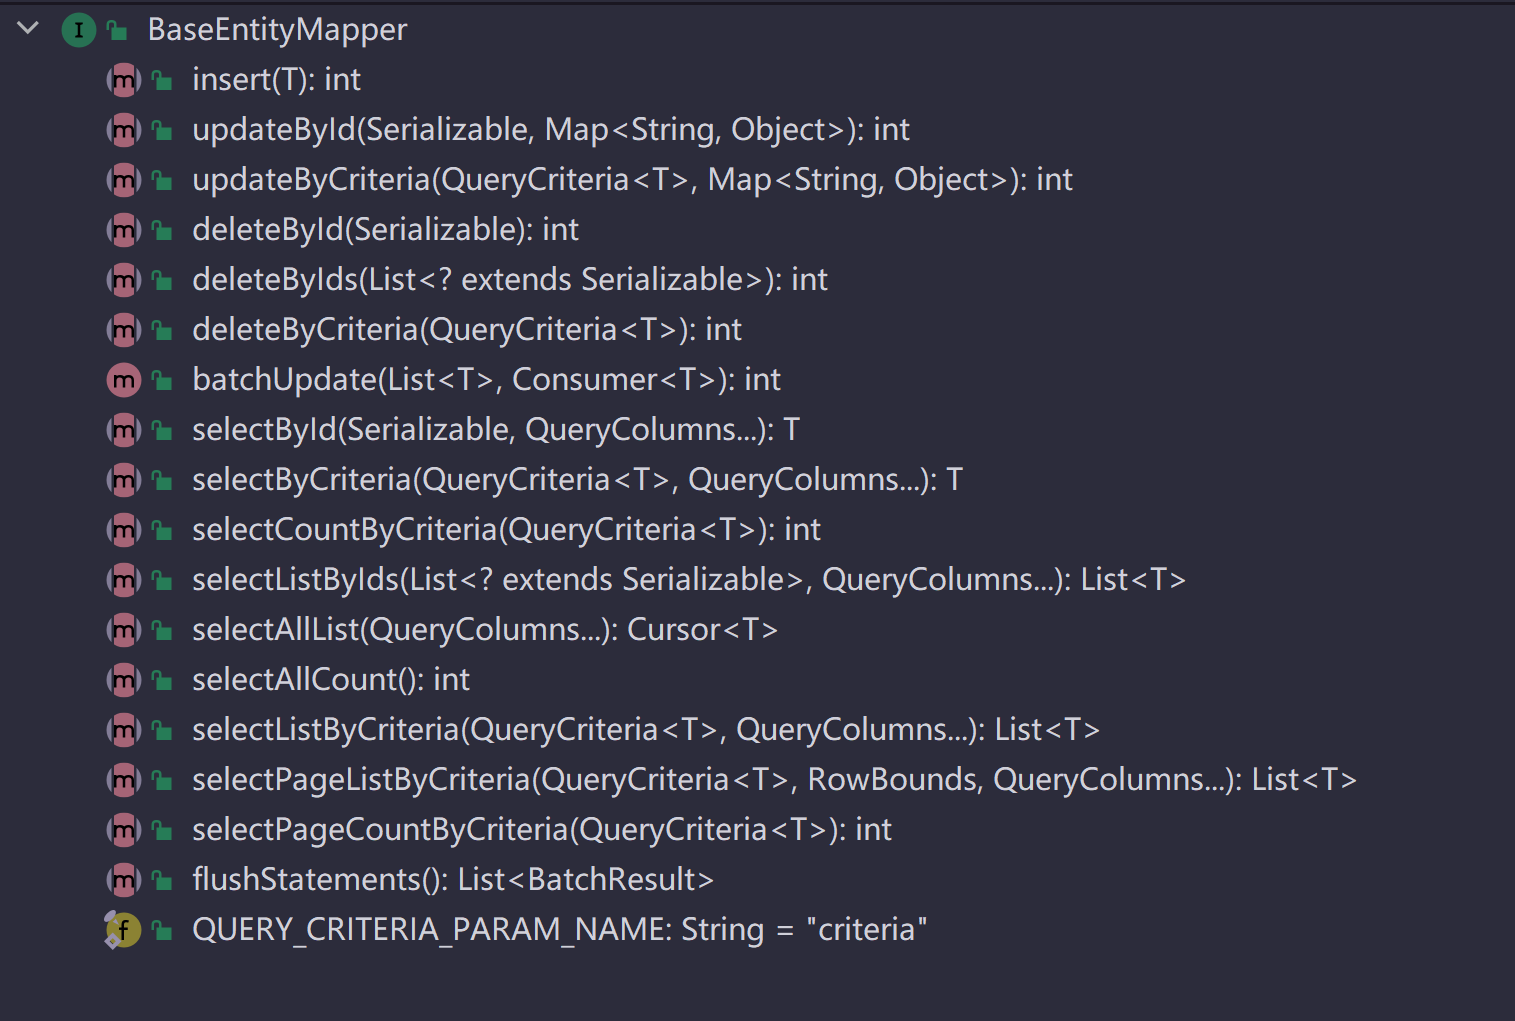 BaseEntityMapper
insert(T): int
updateById(Serializable, Map<String, Object>): int
updateByCriteria(QueryCriteria<T>, Map<String, Object>): int
deleteById(Serializable): int
deleteByIds(List<? extends Serializable>): int
deleteByCriteria(QueryCriteria<T>): int
batchUpdate(List<T>, Consumer<T>): int
selectById(Serializable, QueryColumns...): T
selectByCriteria(QueryCriteria<T>, QueryColumns...): T
selectCountByCriteria(QueryCriteria<T>): int
selectListByIds(List<? extends Serializable>, QueryColumns...): List<T>
selectAllList(QueryColumns...): Cursor<T>
selectAllCount(): int
selectListByCriteria(QueryCriteria<T>, QueryColumns...): List<T>
selectPageListByCriteria(QueryCriteria<T>, RowBounds, QueryColumns...): List<T>
selectPageCountByCriteria(QueryCriteria<T>): int
flushStatements(): List<BatchResult>
QUERY_CRITERIA_PARAM_NAME: String = "criteria"